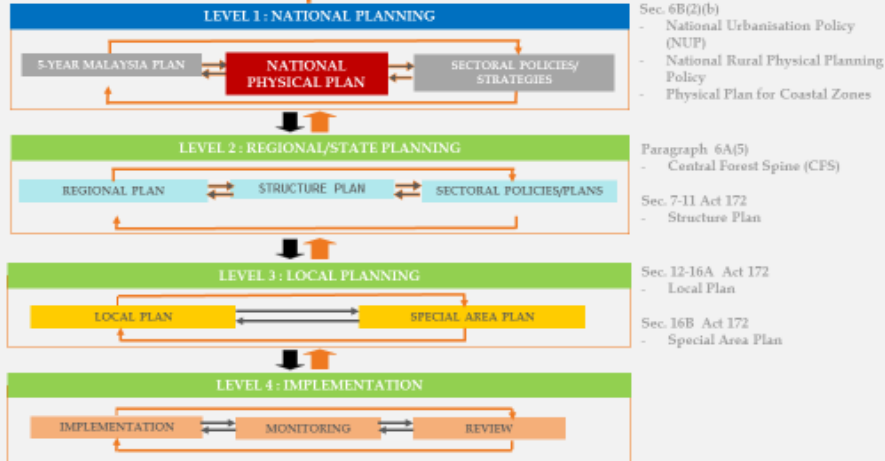 LEVEL 1 : NATIONAL PLANNING
5-YEAR MALAYSIA PLAN
NATIONAL
PHYSICAL PLAN
SECTORAL POLICIES/
STRATEGIES
Sec. 6B(2)(b)
- National Urbanisation Policy
(NUP)
- National Rural Physical Planning
Policy
- Physical Plan for Coastal Zones
LEVEL 2 : REGIONAL/STATE PLANNING
REGIONAL PLAN
STRUCTURE PLAN
SECTORAL POLICIES/PLANS
Paragraph 6A(5)
- Central Forest Spine (CFS)
Sec. 7-11 Act 172
- Structure Plan
LEVEL 3 : LOCAL PLANNING
LOCAL PLAN
SPECIAL AREA PLAN
Sec. 12-16A Act 172
- Local Plan
Sec. 16B Act 172
- Special Area Plan
LEVEL 4 : IMPLEMENTATION
IMPLEMENTATION
MONITORING
REVIEW